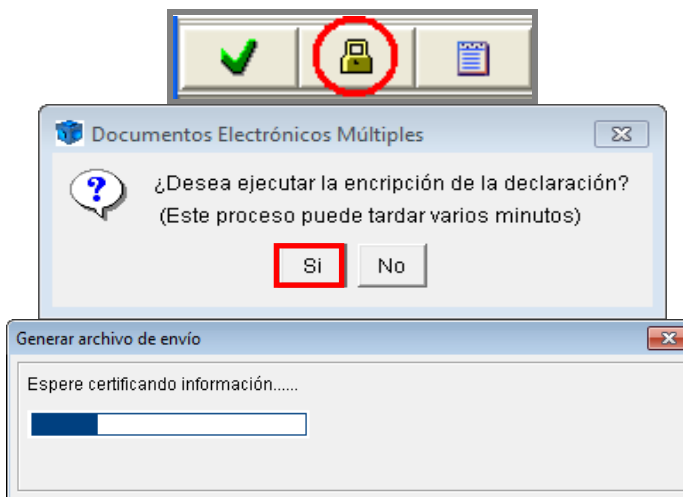 Documentos Electrónicos Múltiples
¿Desea ejecutar la encripción de la declaración?
(Este proceso puede tardar varios minutos)
Si No
Generar archivo de envío
Espere certificando información......